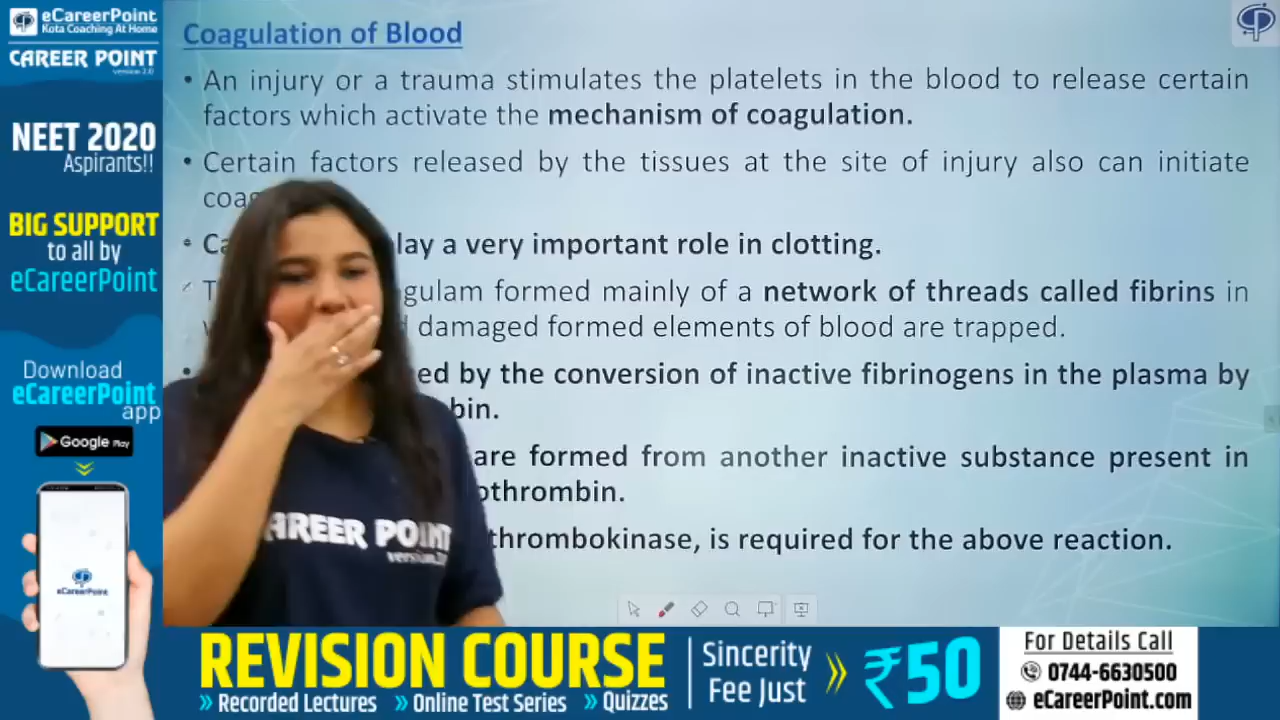 eCareerPoint
Kota Coaching At Home
CAREER POINT
version 2.0
NEET 2020
Aspirants!!
BIG SUPPORT
to all by
eCareerPoint
Download
eCareerPoint
app
Google Play
eCareerPoint
Coagulation of Blood
• An injury or a trauma stimulates the platelets in the blood to release certain
factors which activate the mechanism of coagulation.
• Certain factors released by the tissues at the site of injury also can initiate
coag
• Ca lay a very important role in clotting.
gulam formed mainly of a network of threads called fibrins in
damaged formed elements of blood are trapped.
ed by the conversion of inactive fibrinogens in the plasma by
bin.
are formed from another inactive substance present in
othrombin.
thrombokinase, is required for the above reaction.
AREER POINT
version 2.0
REVISION COURSE
» Recorded Lectures » Online Test Series » Quizzes
Sincerity
Fee Just
» ₹50
For Details Call
0744-6630500
eCareerPoint.com